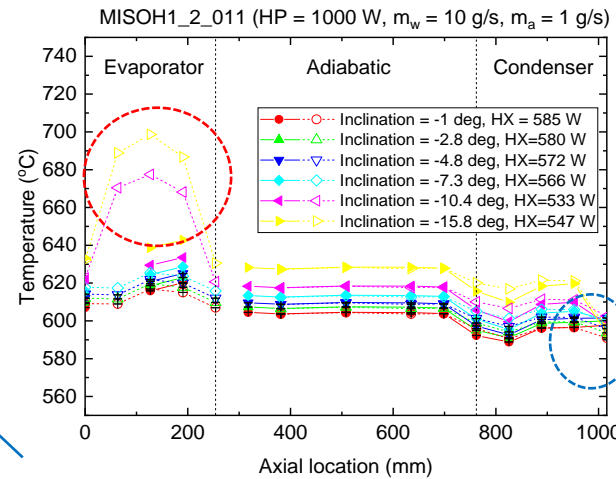 MISOH1_2_011 (HP = 1000 W, m_w = 10 g/s, m_a = 1 g/s)
Evaporator Adiabatic Condenser
Inclination = -1 deg, HX = 585 W
Inclination = -2.8 deg, HX=580 W
Inclination = -4.8 deg, HX=572 W
Inclination = -7.3 deg, HX=566 W
Inclination = -10.4 deg, HX=533 W
Inclination = -15.8 deg, HX=547 W
Temperature (°C)
740
720
700
680
660
640
620
600
580
560
0 200 400 600 800 1000
Axial location (mm)